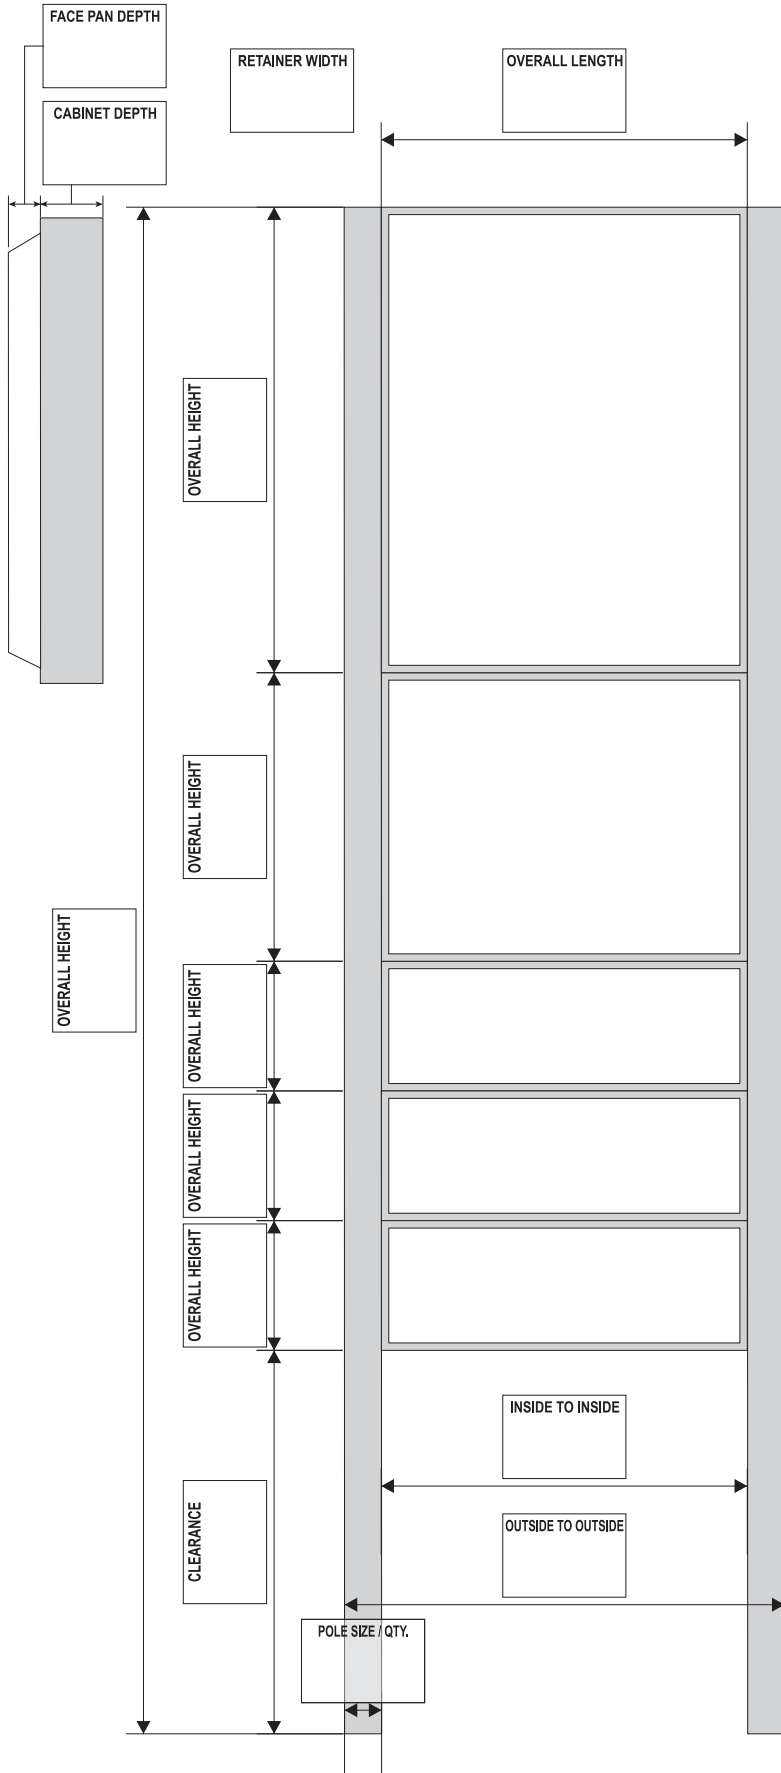 FACE PAN DEPTH
RETAINER WIDTH
OVERALL LENGTH
CABINET DEPTH
OVERALL HEIGHT
OVERALL HEIGHT
OVERALL HEIGHT
OVERALL HEIGHT
OVERALL HEIGHT
OVERALL HEIGHT
INSIDE TO INSIDE
CLEARANCE
OUTSIDE TO OUTSIDE
POLE SIZE / QTY.